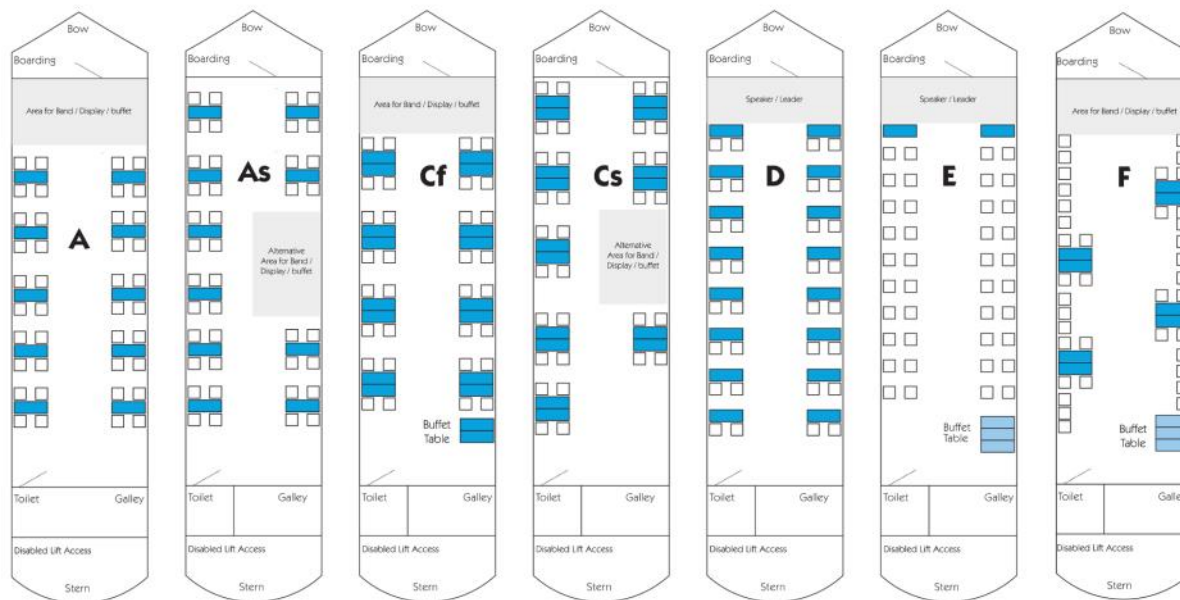 Bow
Boarding
Area for Band / Display / buffet
A
Toilet
Galley
Disabled Lift Access
Stern
Bow
Boarding
As
Alternative
Area for Band /
Display / buffet
Toilet
Galley
Disabled Lift Access
Stern
Bow
Boarding
Area for Band / Display / buffet
Cf
Buffet
Table
Toilet
Galley
Disabled Lift Access
Stern
Bow
Boarding
Cs
Alternative
Area for Band /
Display / buffet
Toilet
Galley
Disabled Lift Access
Stern
Bow
Boarding
Speaker / Leader
D
Toilet
Galley
Disabled Lift Access
Stern
Bow
Boarding
Speaker / Leader
E
Buffet
Table
Toilet
Galley
Disabled Lift Access
Stern
Bow
Boarding
Area for Band / Display / buffet
F
Buffet
Table
Toilet
Galle
Disabled Lift Access
Stern